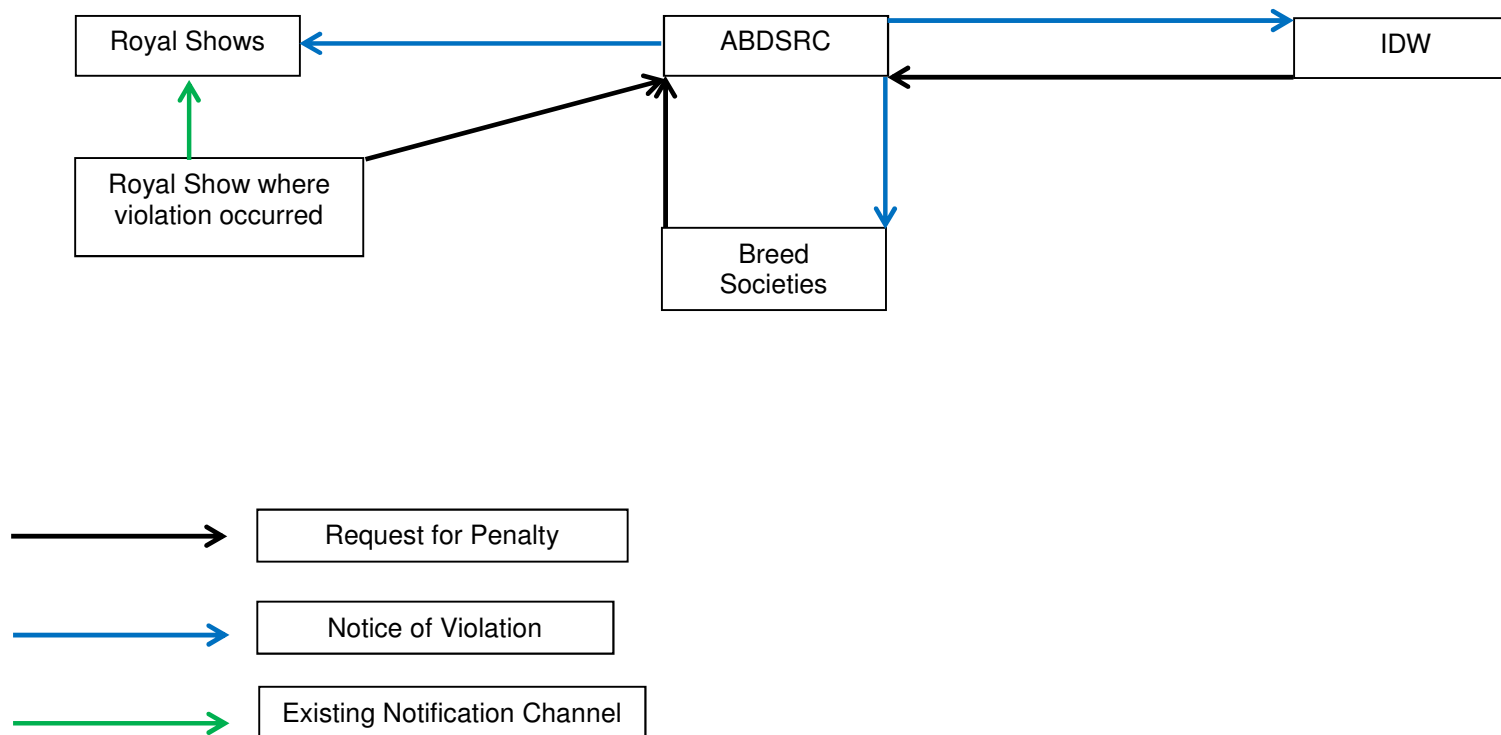 Royal Shows
ABDSRC
IDW
Royal Show where
violation occurred
Breed
Societies
Request for Penalty
Notice of Violation
Existing Notification Channel